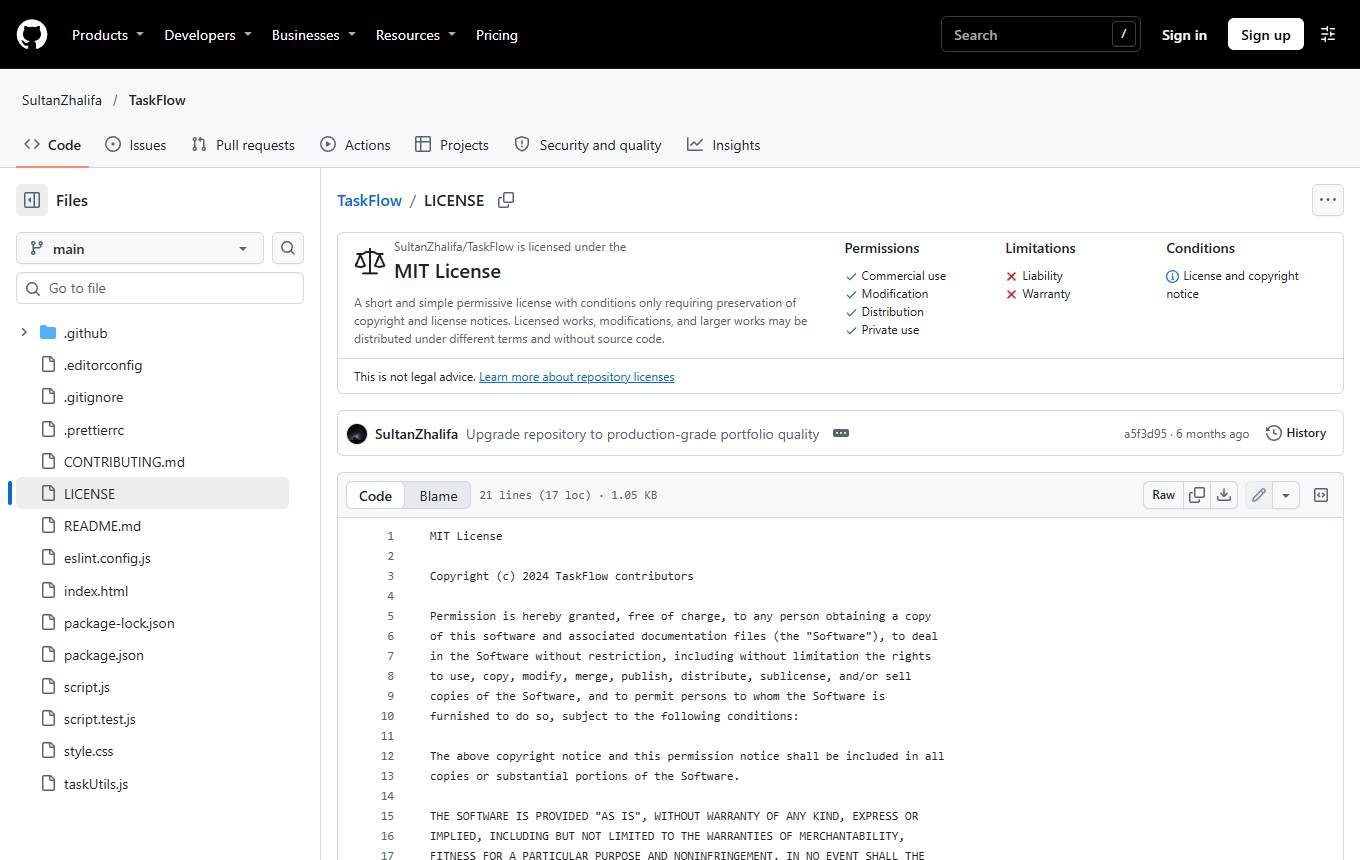 Products Developers Businesses Resources Pricing Search / Sign in Sign up
SultanZhalifa / TaskFlow
Code Issues Pull requests Actions Projects Security and quality Insights
Files
main
Go to file
.github
.editorconfig
.gitignore
.prettierrc
CONTRIBUTING.md
LICENSE
README.md
eslint.config.js
index.html
package-lock.json
package.json
script.js
script.test.js
style.css
taskUtils.js
TaskFlow / LICENSE
SultanZhalifa/TaskFlow is licensed under the
MIT License
A short and simple permissive license with conditions only requiring preservation of
copyright and license notices. Licensed works, modifications, and larger works may be
distributed under different terms and without source code.
Permissions
Commercial use
Modification
Distribution
Private use
Limitations
Liability
Warranty
Conditions
License and copyright
notice
This is not legal advice. Learn more about repository licenses
SultanZhalifa Upgrade repository to production-grade portfolio quality a5f3d95 · 6 months ago History
Code Blame 21 lines (17 loc) · 1.05 KB Raw
1 MIT License
2
3 Copyright (c) 2024 TaskFlow contributors
4
5 Permission is hereby granted, free of charge, to any person obtaining a copy
6 of this software and associated documentation files (the "Software"), to deal
7 in the Software without restriction, including without limitation the rights
8 to use, copy, modify, merge, publish, distribute, sublicense, and/or sell
9 copies of the Software, and to permit persons to whom the Software is
10 furnished to do so, subject to the following conditions:
11
12 The above copyright notice and this permission notice shall be included in all
13 copies or substantial portions of the Software.
14
15 THE SOFTWARE IS PROVIDED "AS IS", WITHOUT WARRANTY OF ANY KIND, EXPRESS OR
16 IMPLIED, INCLUDING BUT NOT LIMITED TO THE WARRANTIES OF MERCHANTABILITY,
17 FITNESS FOR A PARTICULAR PURPOSE AND NONINFRINGEMENT. IN NO EVENT SHALL THE